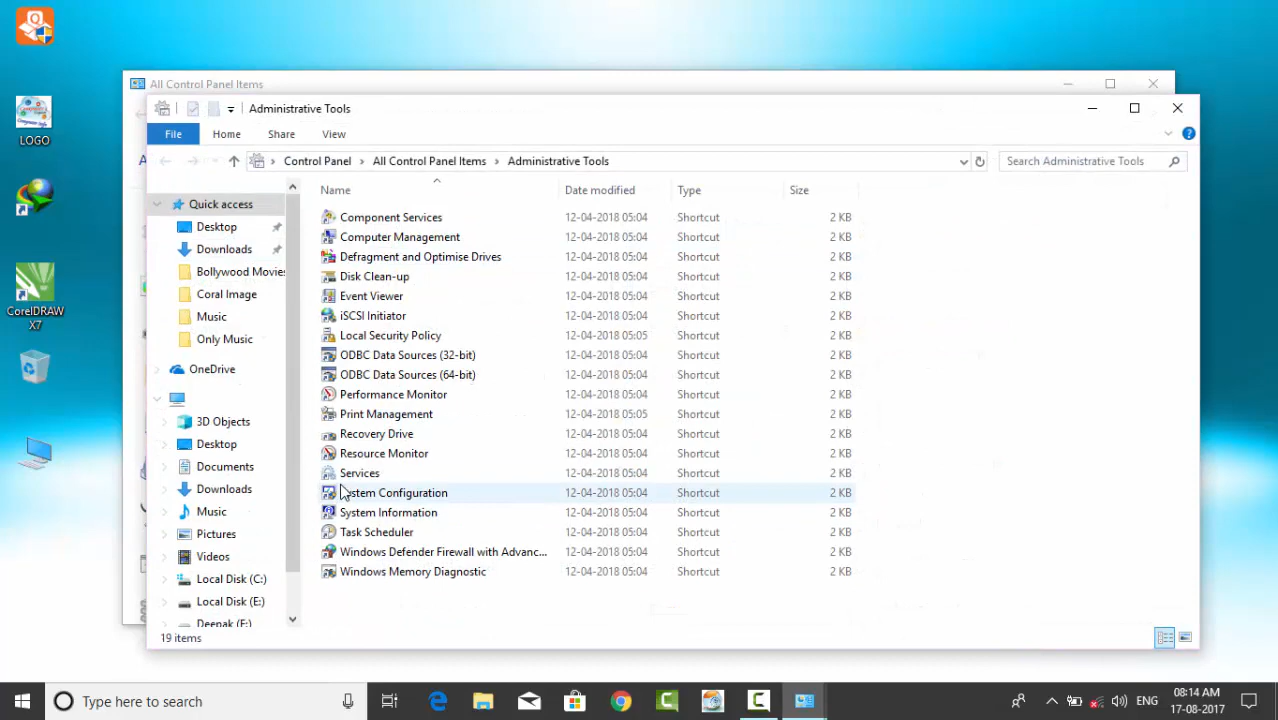 All Control Panel Items
Administrative Tools
File Home Share View
Control Panel > All Control Panel Items > Administrative Tools
Search Administrative Tools
Quick access
Desktop
Downloads
Bollywood Movies
Coral Image
Music
Only Music
OneDrive
3D Objects
Desktop
Documents
Downloads
Music
Pictures
Videos
Local Disk (C:)
Local Disk (E:)
Deepak (F:)
Name Date modified Type Size
Component Services 12-04-2018 05:04 Shortcut 2 KB
Computer Management 12-04-2018 05:04 Shortcut 2 KB
Defragment and Optimise Drives 12-04-2018 05:04 Shortcut 2 KB
Disk Clean-up 12-04-2018 05:04 Shortcut 2 KB
Event Viewer 12-04-2018 05:04 Shortcut 2 KB
iSCSI Initiator 12-04-2018 05:04 Shortcut 2 KB
Local Security Policy 12-04-2018 05:05 Shortcut 2 KB
ODBC Data Sources (32-bit) 12-04-2018 05:04 Shortcut 2 KB
ODBC Data Sources (64-bit) 12-04-2018 05:04 Shortcut 2 KB
Performance Monitor 12-04-2018 05:04 Shortcut 2 KB
Print Management 12-04-2018 05:05 Shortcut 2 KB
Recovery Drive 12-04-2018 05:04 Shortcut 2 KB
Resource Monitor 12-04-2018 05:04 Shortcut 2 KB
Services 12-04-2018 05:04 Shortcut 2 KB
System Configuration 12-04-2018 05:04 Shortcut 2 KB
System Information 12-04-2018 05:04 Shortcut 2 KB
Task Scheduler 12-04-2018 05:04 Shortcut 2 KB
Windows Defender Firewall with Advanc... 12-04-2018 05:04 Shortcut 2 KB
Windows Memory Diagnostic 12-04-2018 05:04 Shortcut 2 KB
19 items
LOGO
CorelDRAW
X7
Type here to search
ENG
08:14 AM
17-08-2017